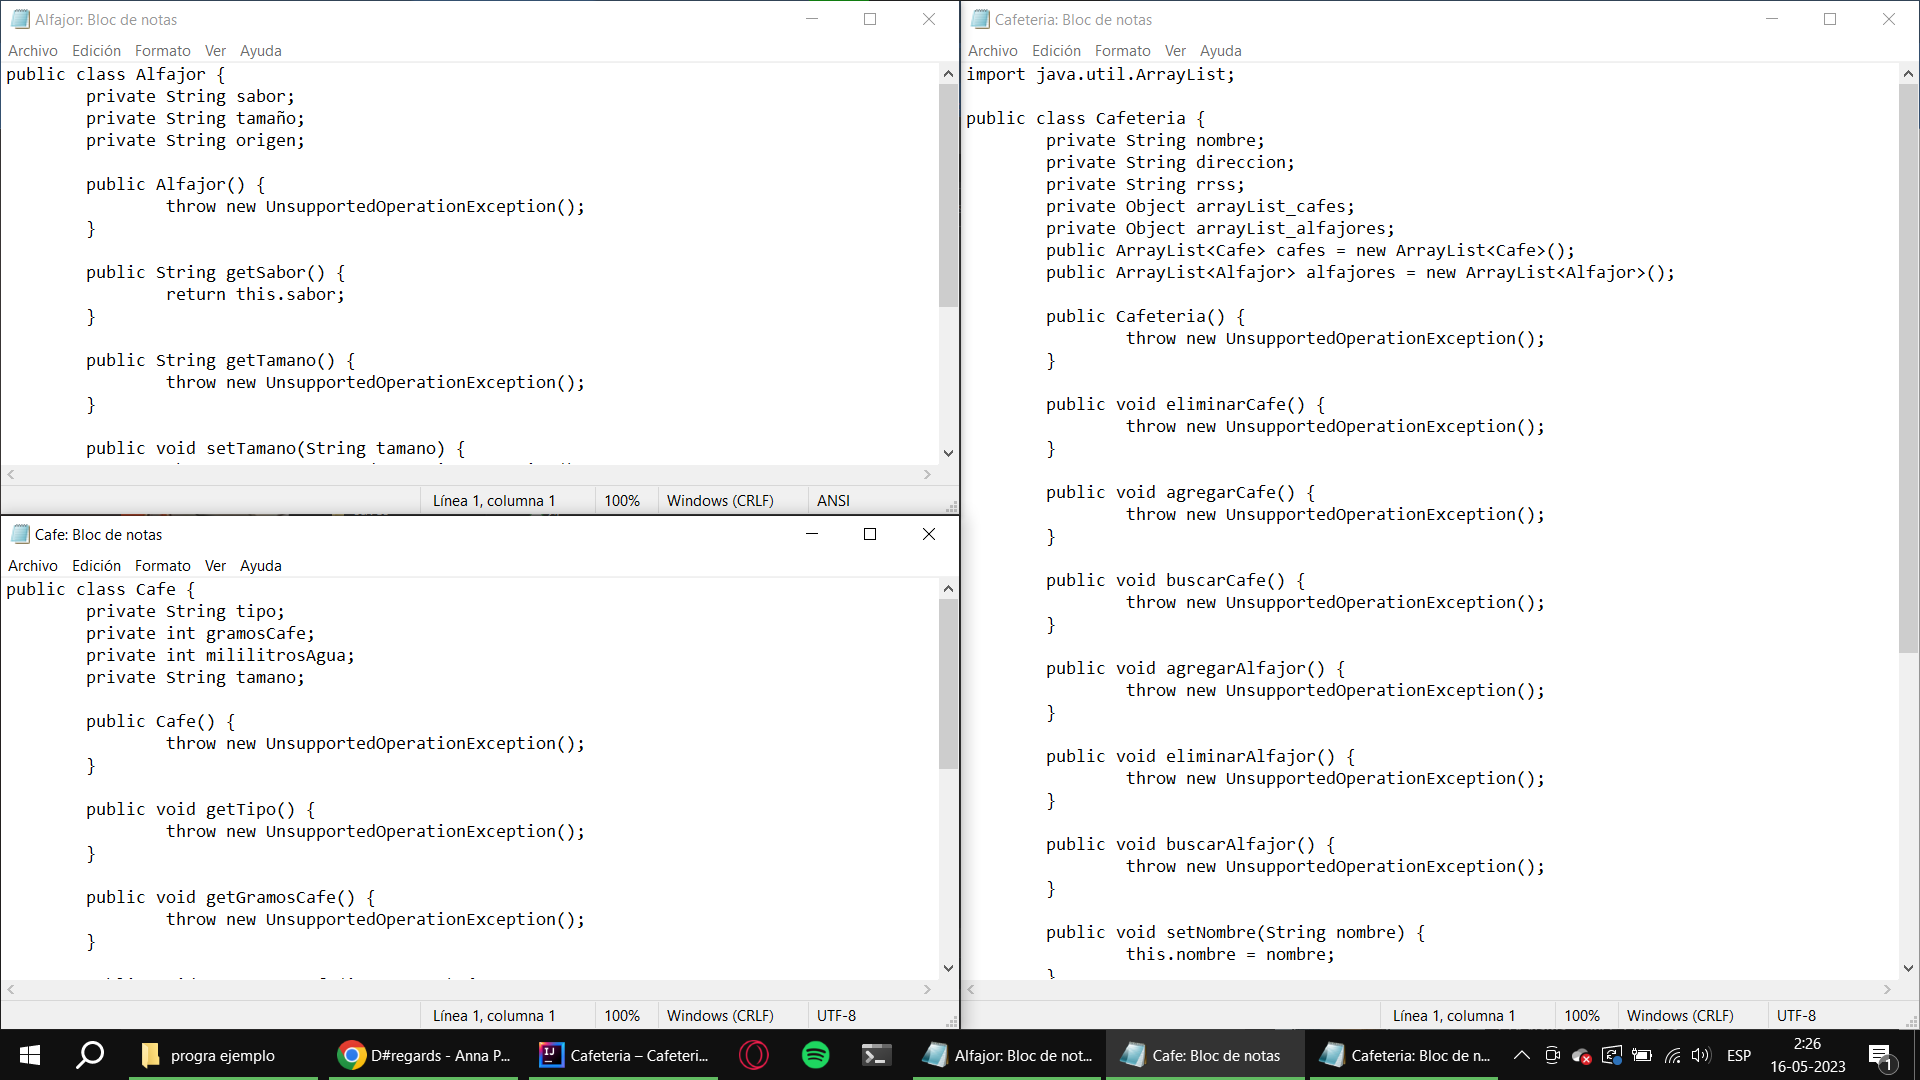 Alfajor: Bloc de notas
Archivo Edición Formato Ver Ayuda
public class Alfajor {
private String sabor;
private String tamaño;
private String origen;
public Alfajor() {
throw new UnsupportedOperationException();
}
public String getSabor() {
return this.sabor;
}
public String getTamano() {
throw new UnsupportedOperationException();
}
public void setTamano(String tamano) {
Línea 1, columna 1 100% Windows (CRLF) ANSI
Cafe: Bloc de notas
Archivo Edición Formato Ver Ayuda
public class Cafe {
private String tipo;
private int gramosCafe;
private int mililitrosAgua;
private String tamano;
public Cafe() {
throw new UnsupportedOperationException();
}
public void getTipo() {
throw new UnsupportedOperationException();
}
public void getGramosCafe() {
throw new UnsupportedOperationException();
}
Línea 1, columna 1 100% Windows (CRLF) UTF-8
Cafeteria: Bloc de notas
Archivo Edición Formato Ver Ayuda
import java.util.ArrayList;
public class Cafeteria {
private String nombre;
private String direccion;
private String rrss;
private Object arrayList_cafes;
private Object arrayList_alfajores;
public ArrayList<Cafe> cafes = new ArrayList<Cafe>();
public ArrayList<Alfajor> alfajores = new ArrayList<Alfajor>();
public Cafeteria() {
throw new UnsupportedOperationException();
}
public void eliminarCafe() {
throw new UnsupportedOperationException();
}
public void agregarCafe() {
throw new UnsupportedOperationException();
}
public void buscarCafe() {
throw new UnsupportedOperationException();
}
public void agregarAlfajor() {
throw new UnsupportedOperationException();
}
public void eliminarAlfajor() {
throw new UnsupportedOperationException();
}
public void buscarAlfajor() {
throw new UnsupportedOperationException();
}
public void setNombre(String nombre) {
this.nombre = nombre;
}
Línea 1, columna 1 100% Windows (CRLF) UTF-8
progra ejemplo
D#regards - Anna P...
Cafeteria – Cafeteri...
Alfajor: Bloc de not...
Cafe: Bloc de notas
Cafeteria: Bloc de n...
ESP
2:26
16-05-2023
1